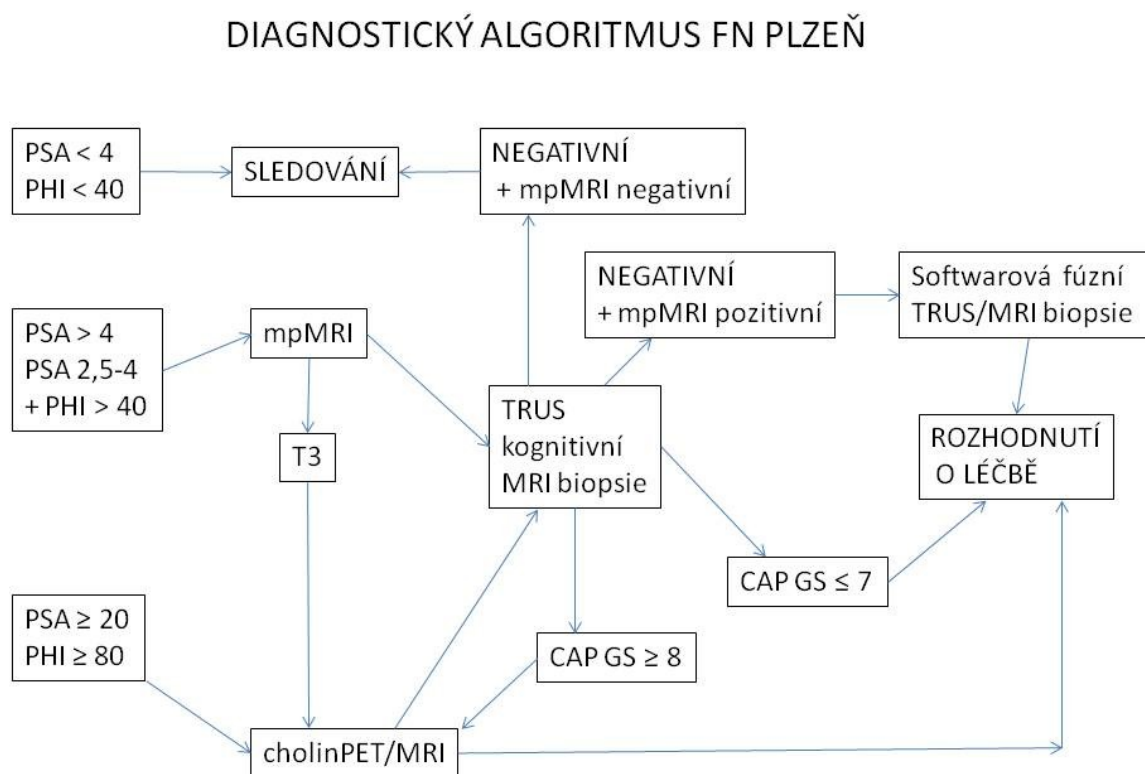 DIAGNOSTICKÝ ALGORITMUS FN PLZEŇ
PSA < 4
PHI < 40
SLEDOVÁNÍ
NEGATIVNÍ
+ mpMRI negativní
NEGATIVNÍ
+ mpMRI pozitivní
Softwarová fúzní
TRUS/MRI biopsie
PSA > 4
PSA 2,5-4
+ PHI > 40
mpMRI
T3
TRUS
kognitivní
MRI biopsie
ROZHODNUTÍ
O LÉČBĚ
CAP GS ≤ 7
PSA ≥ 20
PHI ≥ 80
CAP GS ≥ 8
cholinPET/MRI